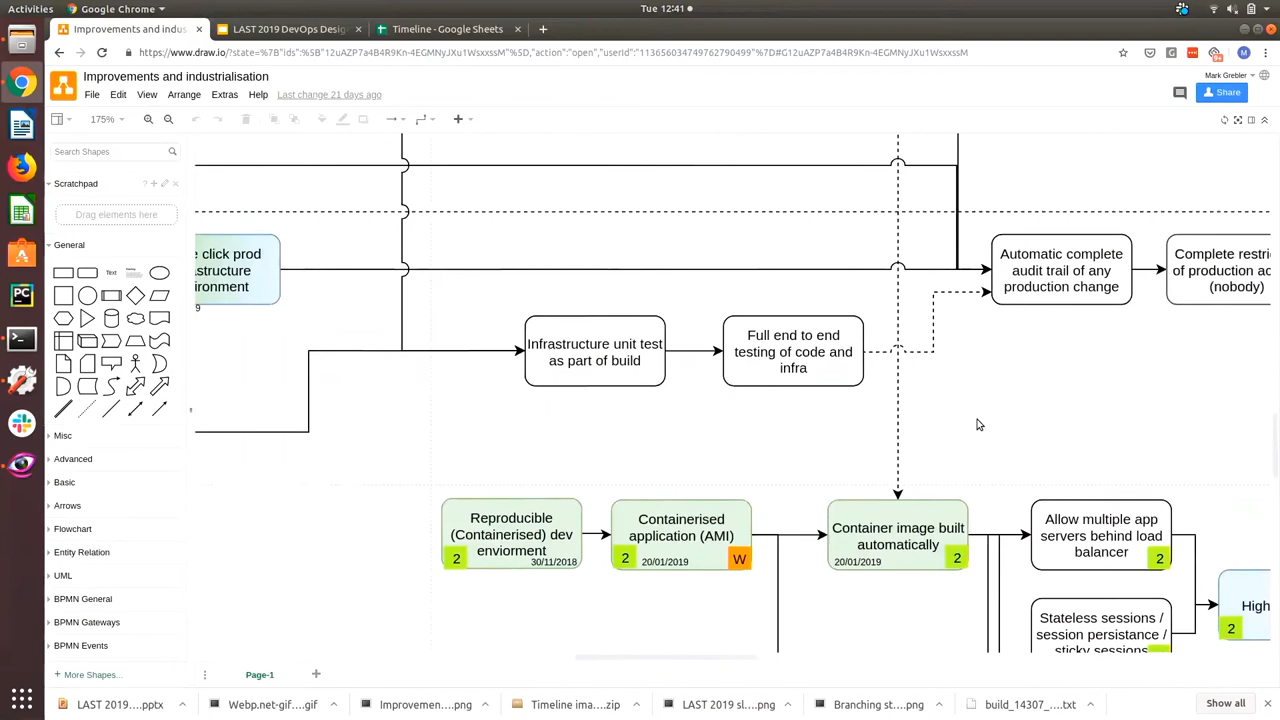 Activities
Google Chrome
Tue 12:41
Improvements and indus
LAST 2019 DevOps Desig
Timeline - Google Sheets
https://www.draw.io/?state=%7B"ids":%5B"12uAZP7a4B4R9Kn-4EGMNyJXu1WsxxsM"%5D,"action":"open","userId":"113656034749762790499"%7D#G12uAZP7a4B4R9Kn-4EGMNyJXu1WsxxsM
Improvements and industrialisation
Mark Grebler
File Edit View Arrange Extras Help Last change 21 days ago
Share
175%
Search Shapes
Scratchpad
Drag elements here
General
Text
Misc
Advanced
Basic
Arrows
Flowchart
Entity Relation
UML
BPMN General
BPMN Gateways
BPMN Events
+ More Shapes...
e click prod
astructure
ironment
9
Infrastructure unit test
as part of build
Full end to end
testing of code and
infra
Automatic complete
audit trail of any
production change
Complete restri
of production ac
(nobody)
Reproducible
(Containerised) dev
enviorment
2
30/11/2018
Containerised
application (AMI)
2
20/01/2019
W
Container image built
automatically
20/01/2019
2
Allow multiple app
servers behind load
balancer
2
Stateless sessions /
session persistance /
sticky sessions
High
2
Page-1
LAST 2019....pptx
Webp.net-gif....gif
Improvemen....png
Timeline ima....zip
LAST 2019 sl....png
Branching st....png
build_14307_....txt
Show all